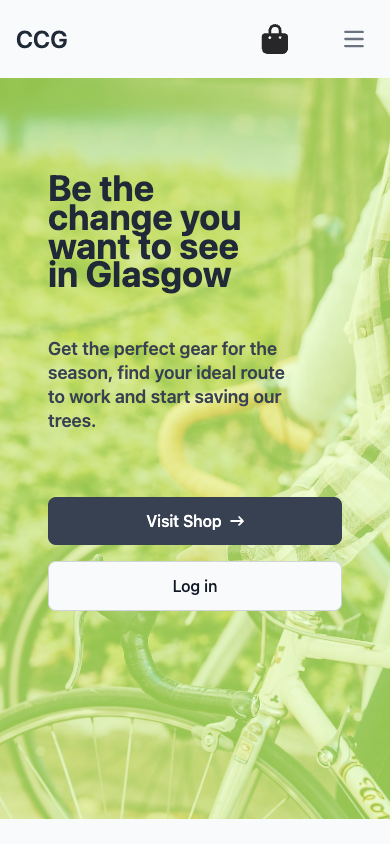 CCG
Be the
change you
want to see
in Glasgow
Get the perfect gear for the
season, find your ideal route
to work and start saving our
trees.
Visit Shop →
Log in